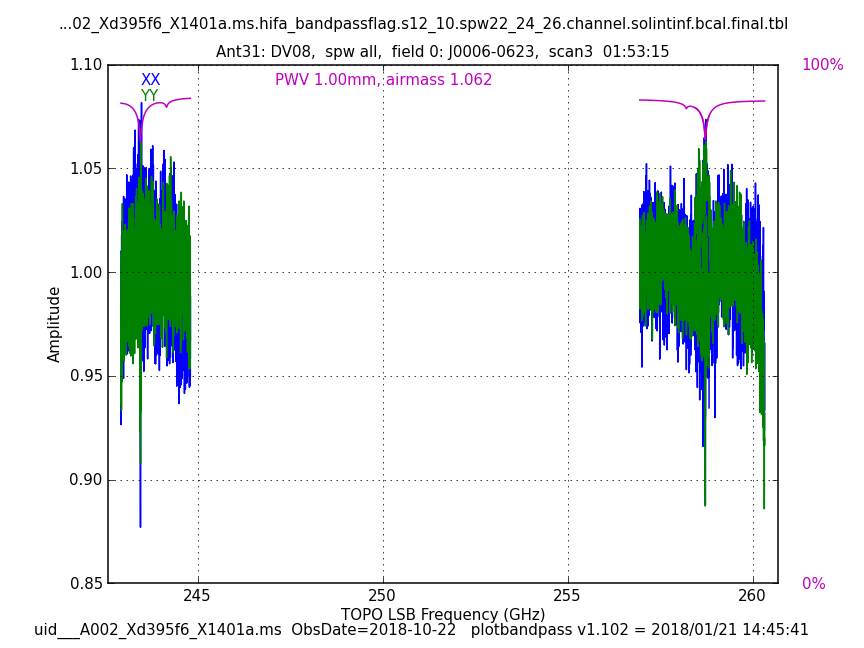 ...02_Xd395f6_X1401a.ms.hifa_bandpassflag.s12_10.spw22_24_26.channel.solintinf.bcal.final.tbl
Ant31: DV08,  spw all,  field 0: J0006-0623,  scan3  01:53:15
1.10
XX
YY
PWV 1.00mm, airmass 1.062
100%
1.05
1.00
Amplitude
0.95
0.90
0.85
0%
245
250
255
260
TOPO LSB Frequency (GHz)
uid___A002_Xd395f6_X1401a.ms  ObsDate=2018-10-22   plotbandpass v1.102 = 2018/01/21 14:45:41